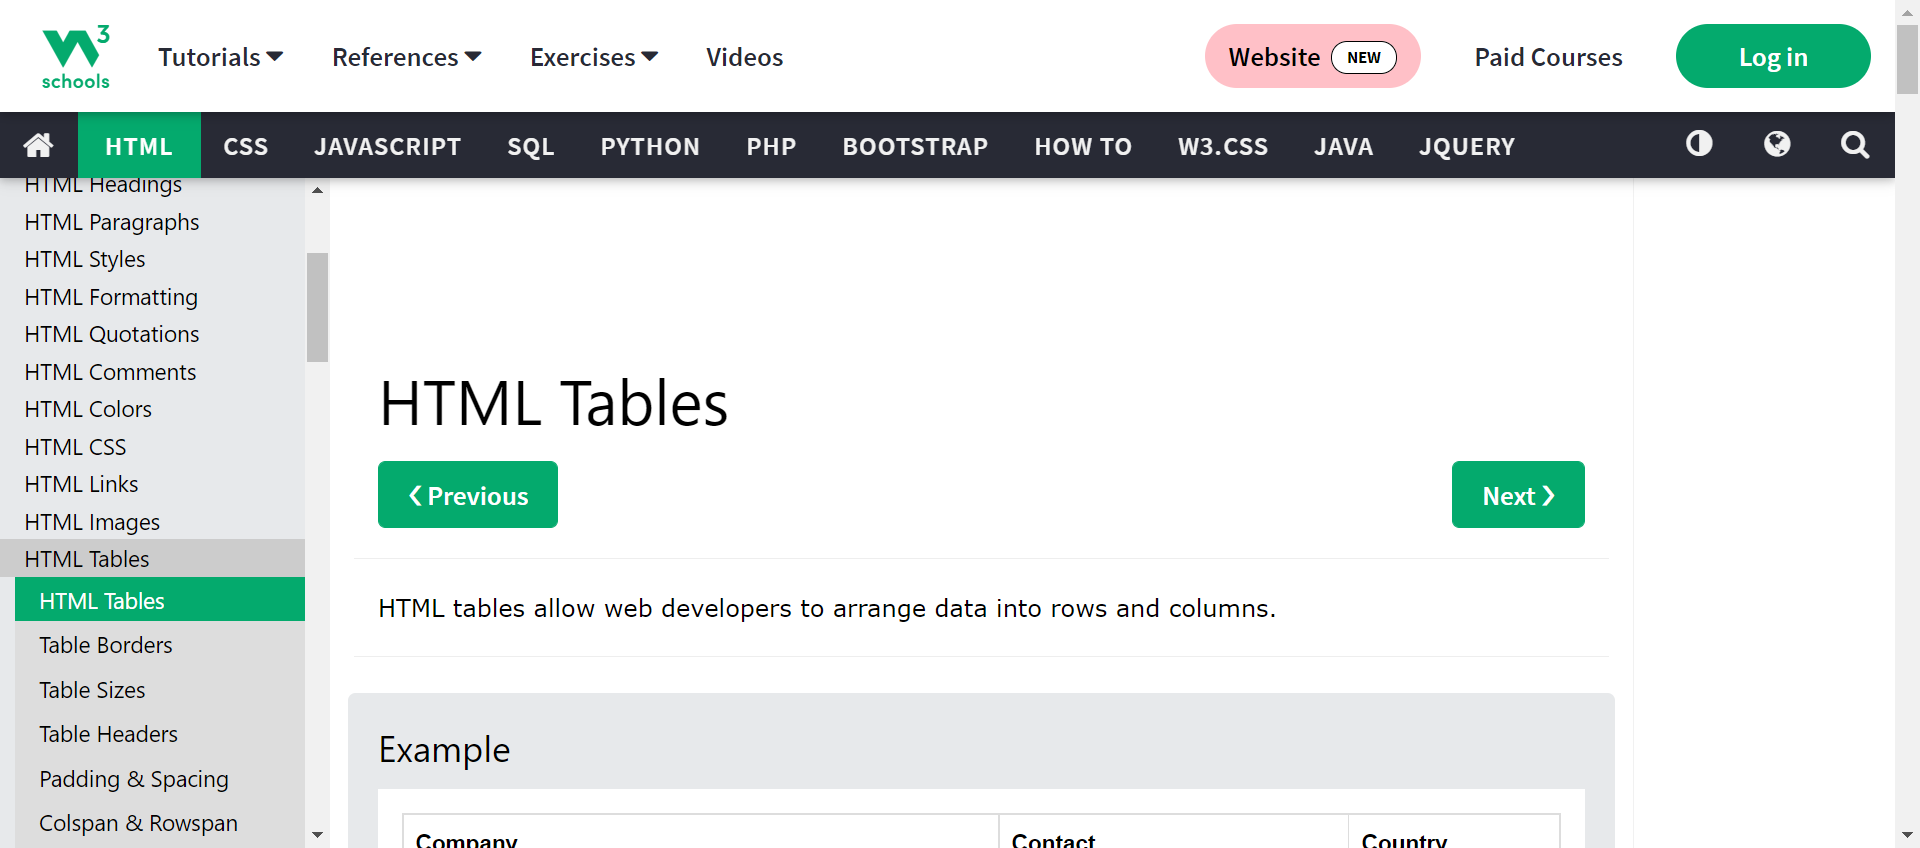 3
schools
Tutorials References Exercises Videos Website NEW Paid Courses Log in
HTML CSS JAVASCRIPT SQL PYTHON PHP BOOTSTRAP HOW TO W3.CSS JAVA JQUERY
HTML Headings
HTML Paragraphs
HTML Styles
HTML Formatting
HTML Quotations
HTML Comments
HTML Colors
HTML CSS
HTML Links
HTML Images
HTML Tables
HTML Tables
Table Borders
Table Sizes
Table Headers
Padding & Spacing
Colspan & Rowspan
HTML Tables
❮ Previous
Next ❯
HTML tables allow web developers to arrange data into rows and columns.
Example
Company Contact Country